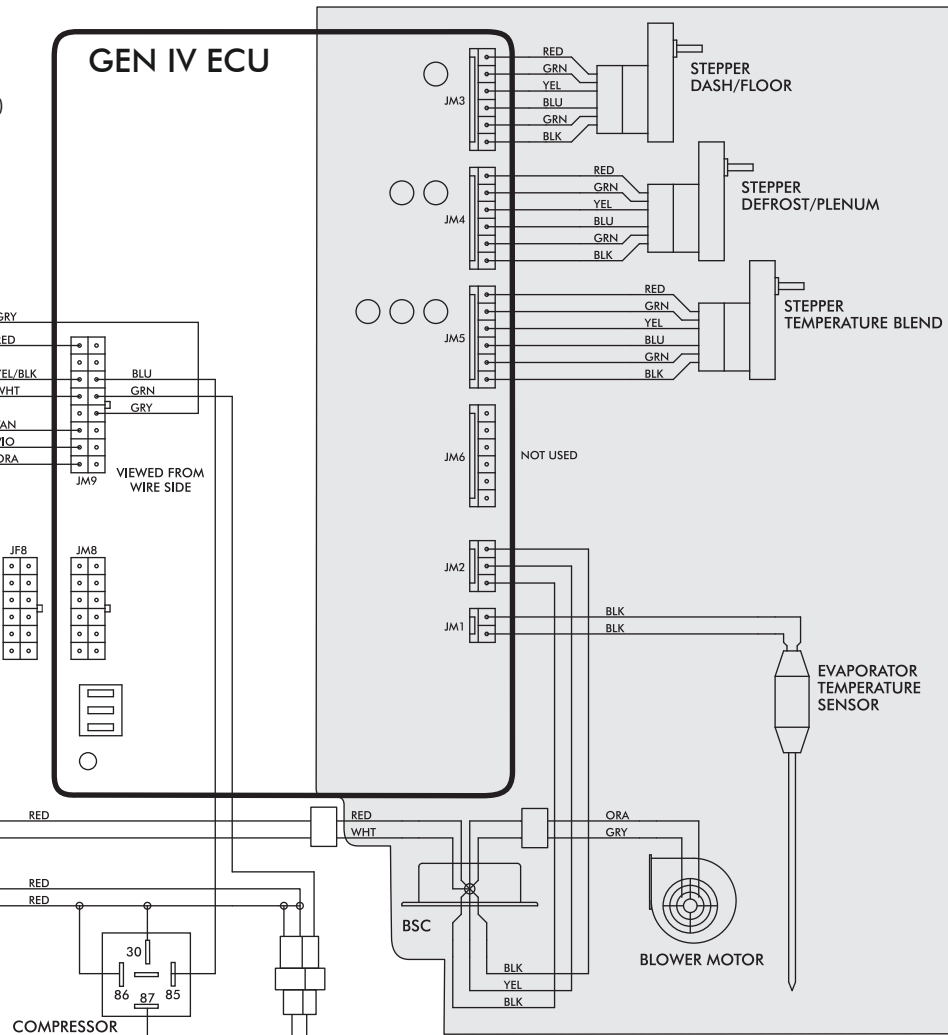 GEN IV ECU
JM3
RED
GRN
YEL
BLU
GRN
BLK
STEPPER
DASH/FLOOR
JM4
RED
GRN
YEL
BLU
GRN
BLK
STEPPER
DEFROST/PLENUM
JM5
RED
GRN
YEL
BLU
GRN
BLK
STEPPER
TEMPERATURE BLEND
JM6
NOT USED
GRY
RED
YEL/BLK
WHT
TAN
VIO
ORA
BLU
GRN
GRY
JM9
VIEWED FROM
WIRE SIDE
JF8
JM8
JM2
JM1
BLK
BLK
EVAPORATOR
TEMPERATURE
SENSOR
RED
RED
WHT
ORA
GRY
BSC
BLOWER MOTOR
BLK
YEL
BLK
RED
RED
30
86
87
85
COMPRESSOR